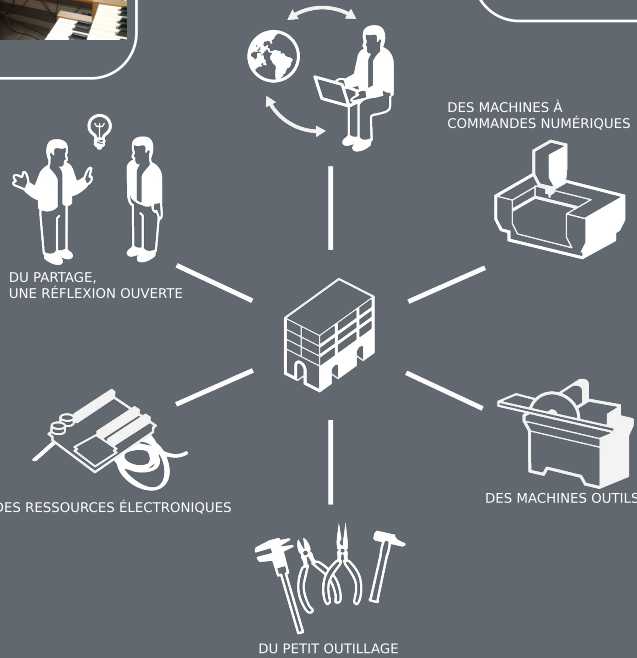 DES MACHINES À
COMMANDES NUMÉRIQUES
DU PARTAGE,
UNE RÉFLEXION OUVERTE
DES RESSOURCES ÉLECTRONIQUES
DES MACHINES OUTILS
DU PETIT OUTILLAGE